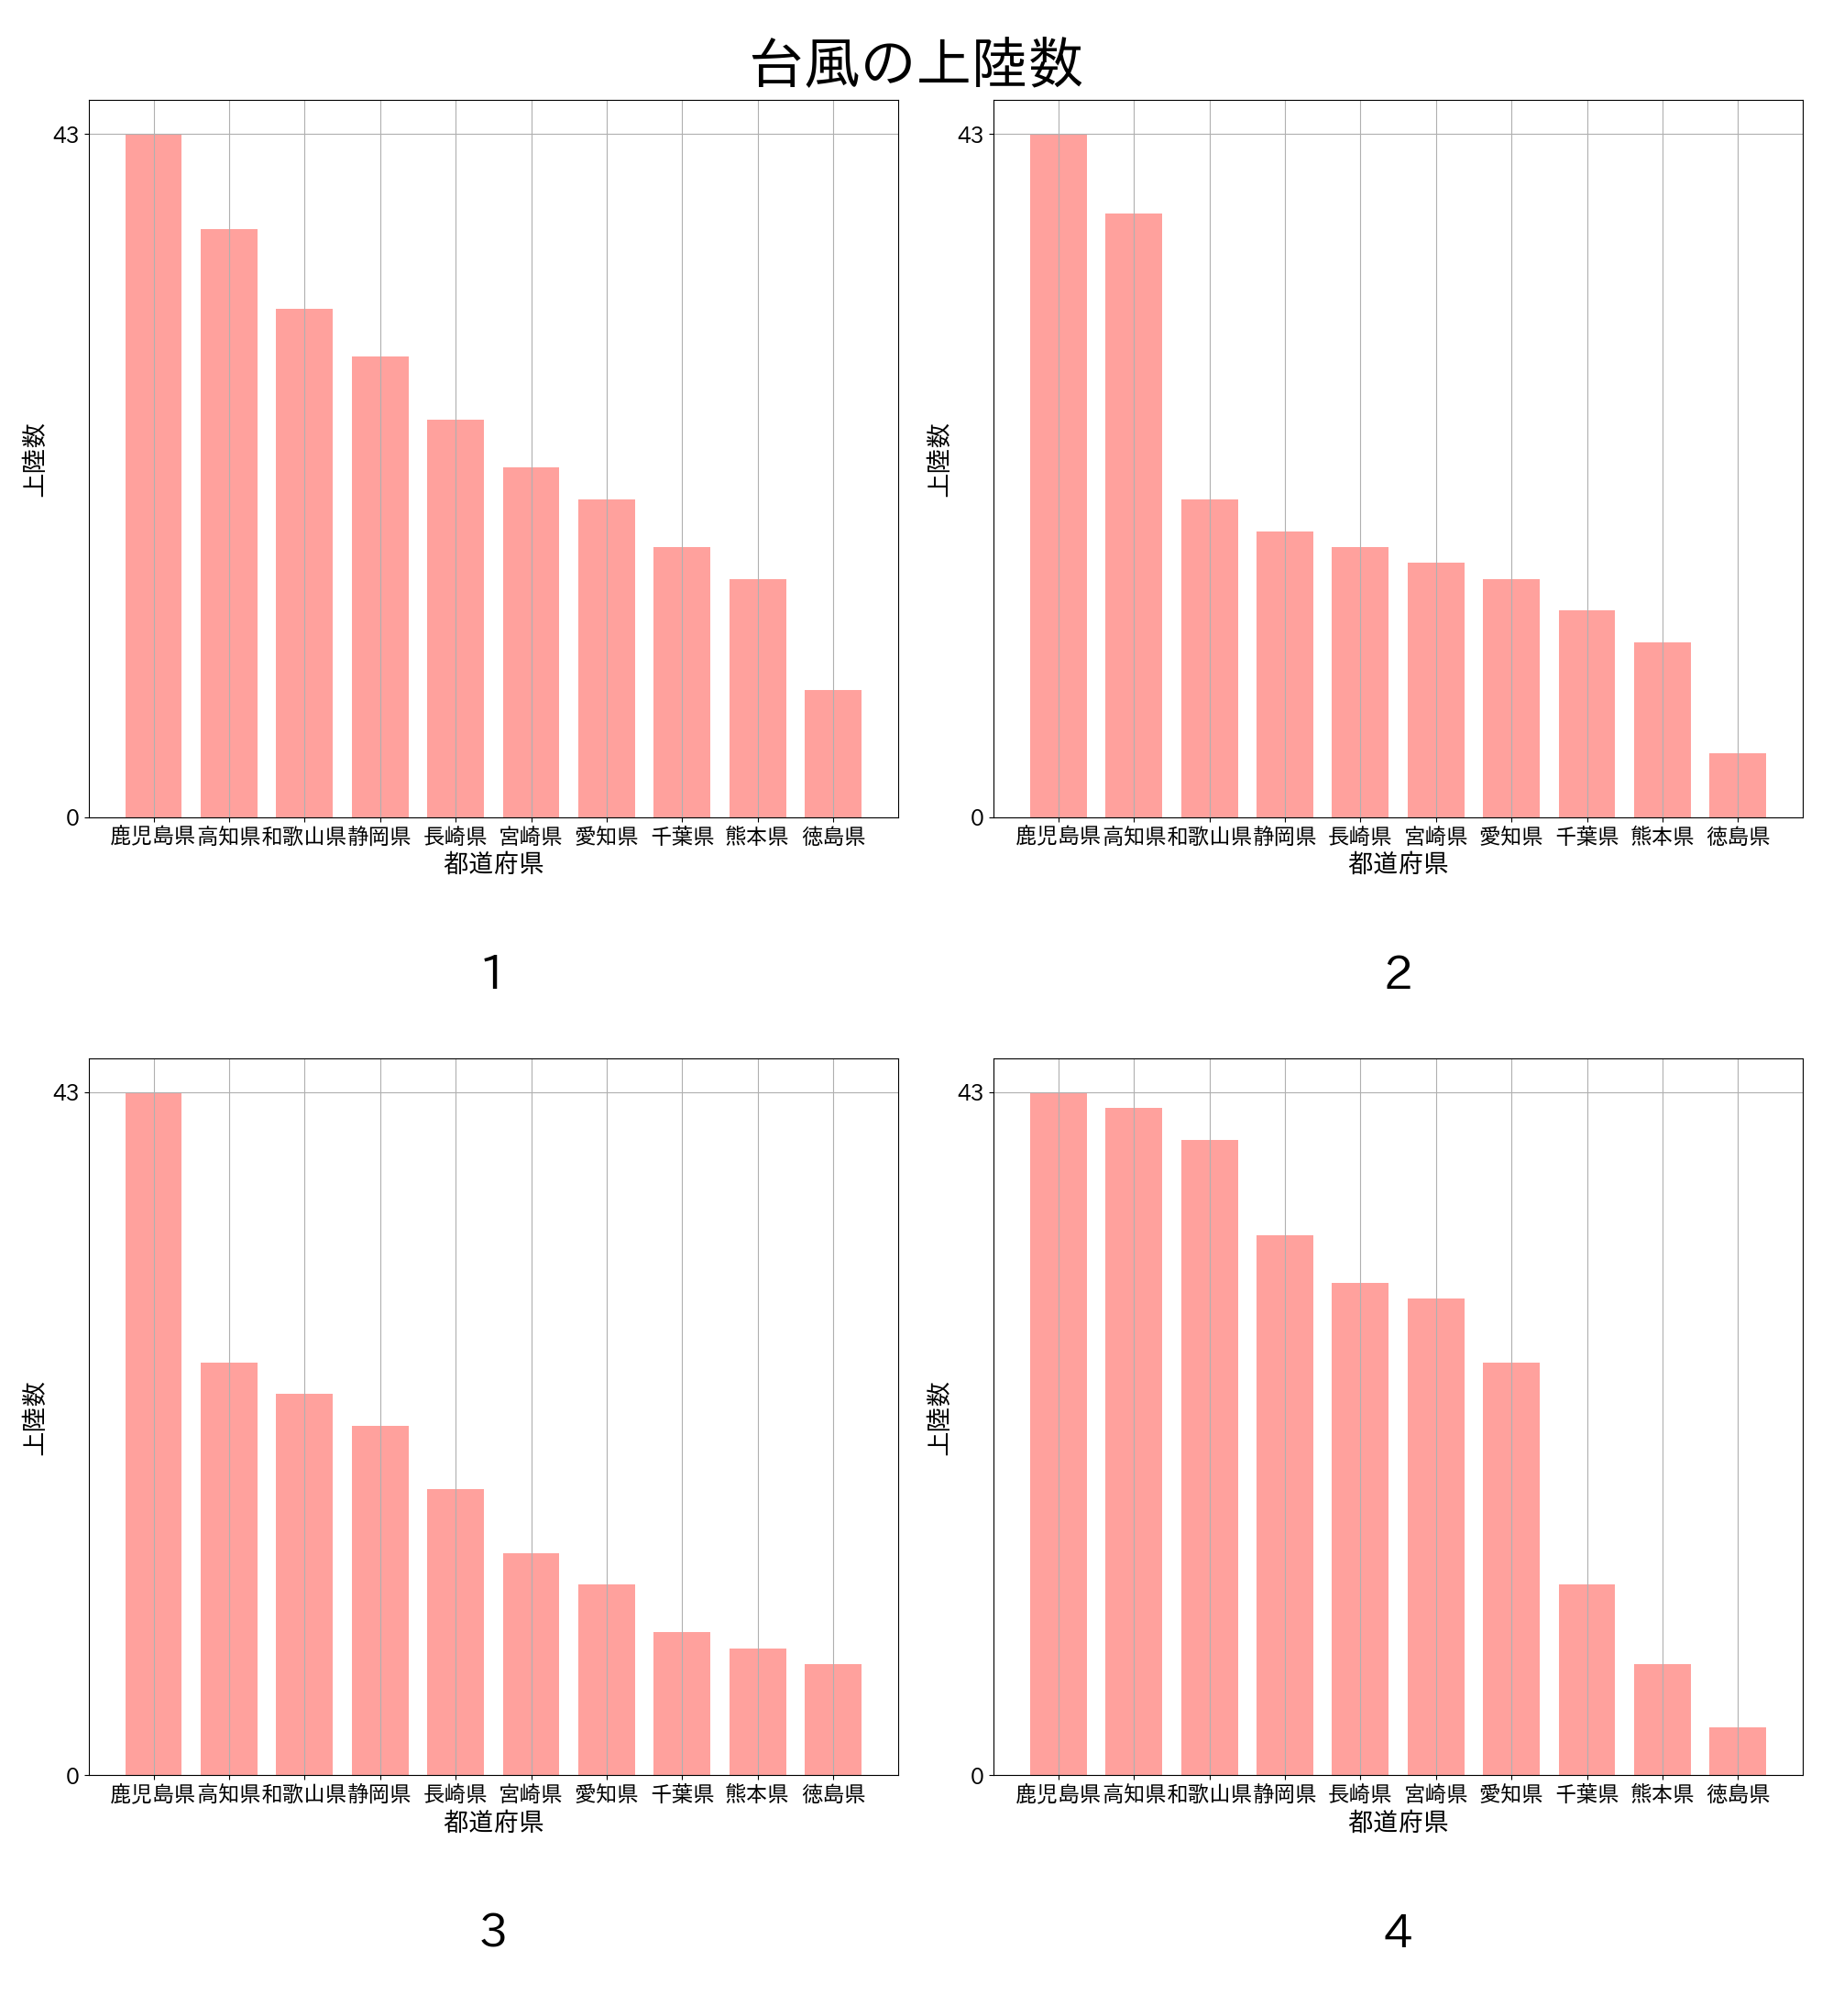 台風の上陸数
43
0
上陸数
鹿児島県 高知県 和歌山県 静岡県 長崎県 宮崎県 愛知県 千葉県 熊本県 徳島県
都道府県
1
43
0
上陸数
鹿児島県 高知県 和歌山県 静岡県 長崎県 宮崎県 愛知県 千葉県 熊本県 徳島県
都道府県
2
43
0
上陸数
鹿児島県 高知県 和歌山県 静岡県 長崎県 宮崎県 愛知県 千葉県 熊本県 徳島県
都道府県
3
43
0
上陸数
鹿児島県 高知県 和歌山県 静岡県 長崎県 宮崎県 愛知県 千葉県 熊本県 徳島県
都道府県
4